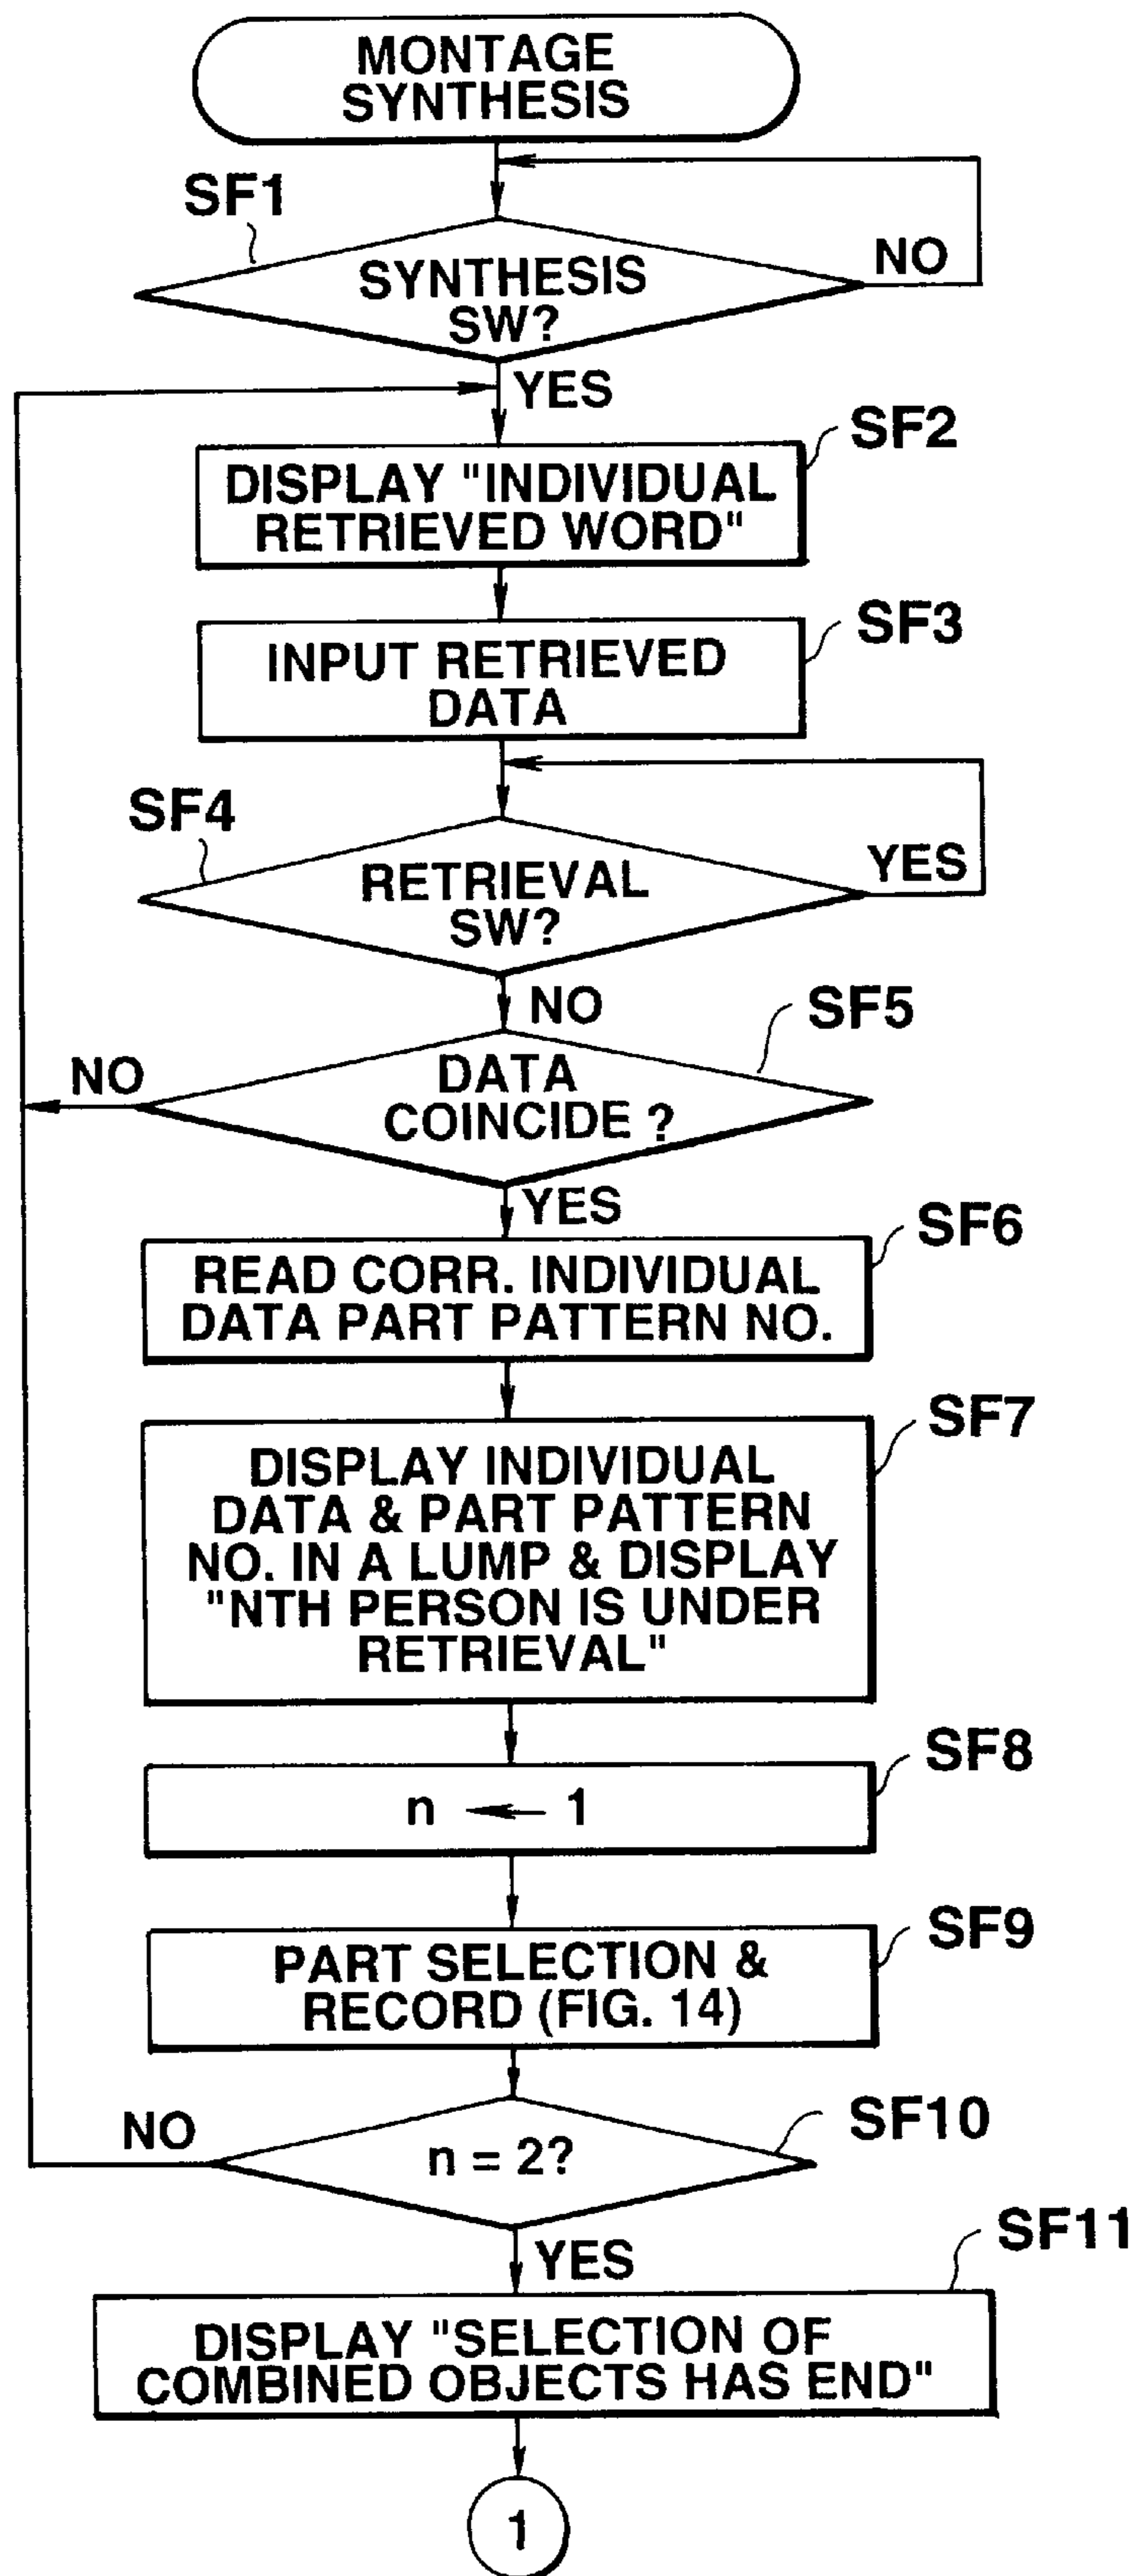 MONTAGE
SYNTHESIS
SF1
SYNTHESIS
SW?
NO
YES
SF2
DISPLAY "INDIVIDUAL
RETRIEVED WORD"
SF3
INPUT RETRIEVED
DATA
SF4
RETRIEVAL
SW?
YES
NO
SF5
DATA
COINCIDE ?
NO
YES
SF6
READ CORR. INDIVIDUAL
DATA PART PATTERN NO.
SF7
DISPLAY INDIVIDUAL
DATA & PART PATTERN
NO. IN A LUMP & DISPLAY
"NTH PERSON IS UNDER
RETRIEVAL"
SF8
n ← 1
SF9
PART SELECTION &
RECORD (FIG. 14)
SF10
n = 2?
NO
YES
SF11
DISPLAY "SELECTION OF
COMBINED OBJECTS HAS END"
1